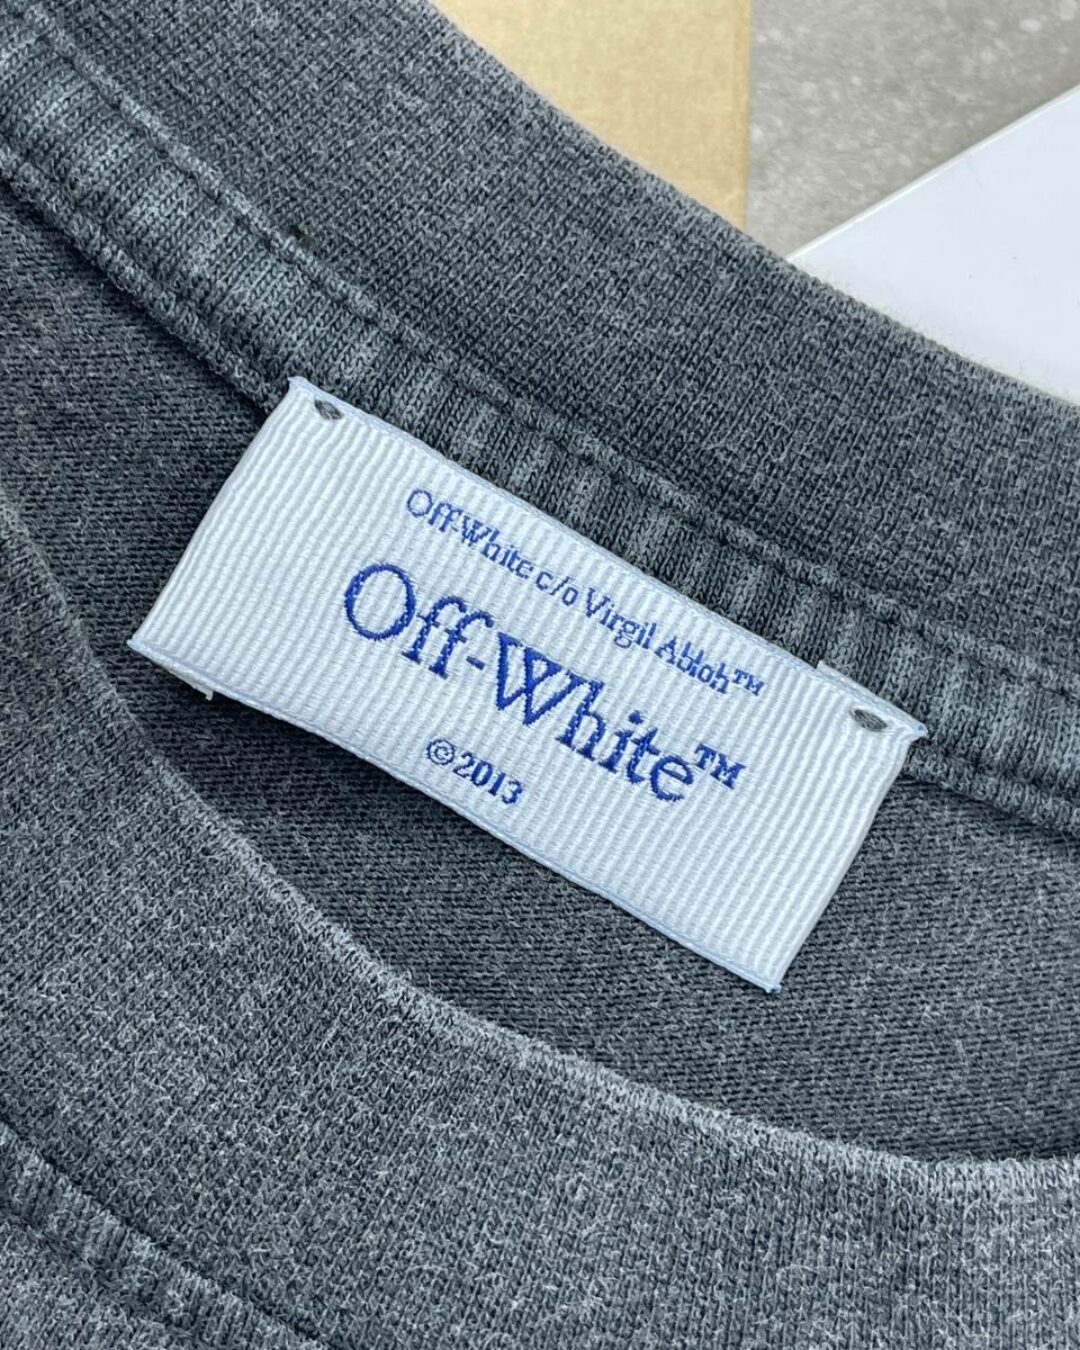 Off-White c/o Virgil Abloh™
Off-White™
©2013